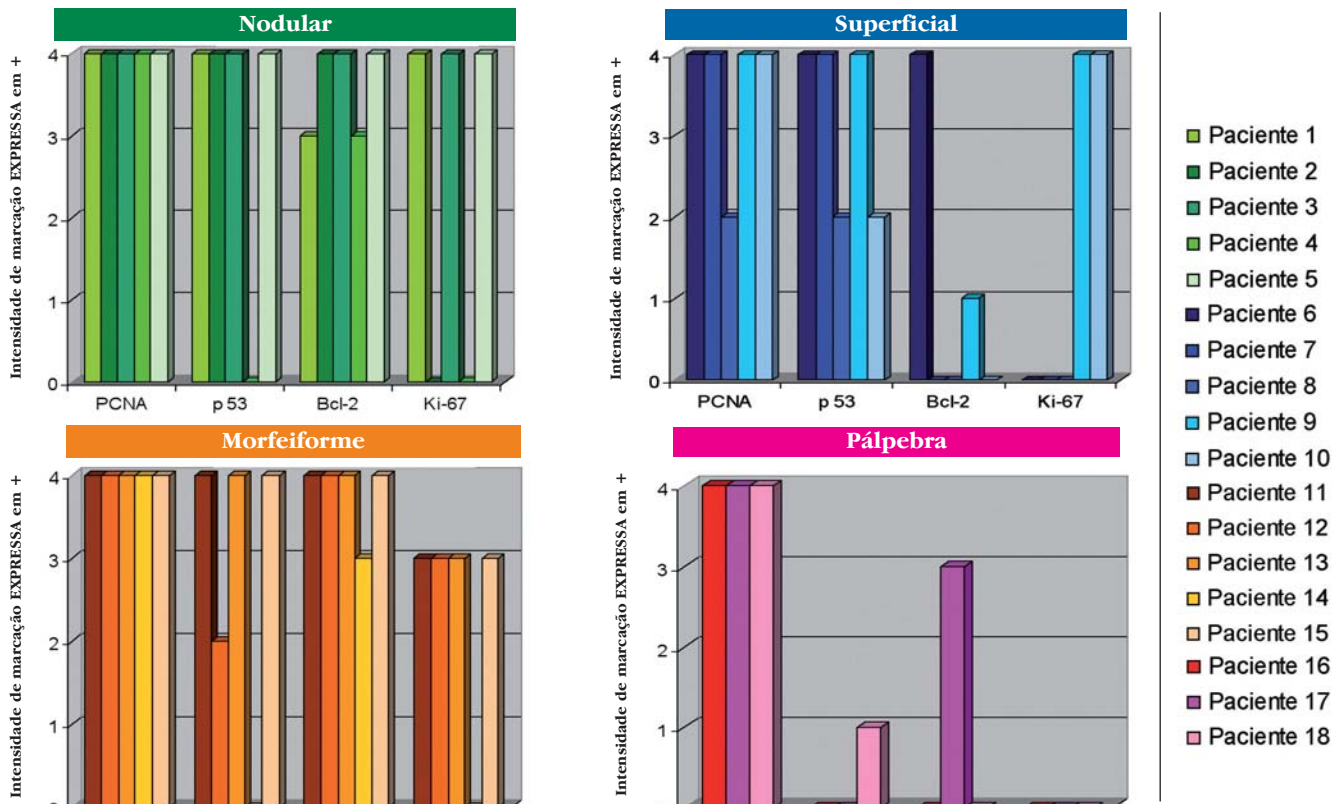 Nodular
Intensidade de marcação EXPRESSA em +
4
3
2
1
0
PCNA p 53 Bcl-2 Ki-67
Superficial
Intensidade de marcação EXPRESSA em +
4
3
2
1
0
PCNA p 53 Bcl-2 Ki-67
Morfeiforme
Intensidade de marcação EXPRESSA em +
4
3
2
1
Pálpebra
Intensidade de marcação EXPRESSA em +
4
3
2
1
Paciente 1
Paciente 2
Paciente 3
Paciente 4
Paciente 5
Paciente 6
Paciente 7
Paciente 8
Paciente 9
Paciente 10
Paciente 11
Paciente 12
Paciente 13
Paciente 14
Paciente 15
Paciente 16
Paciente 17
Paciente 18